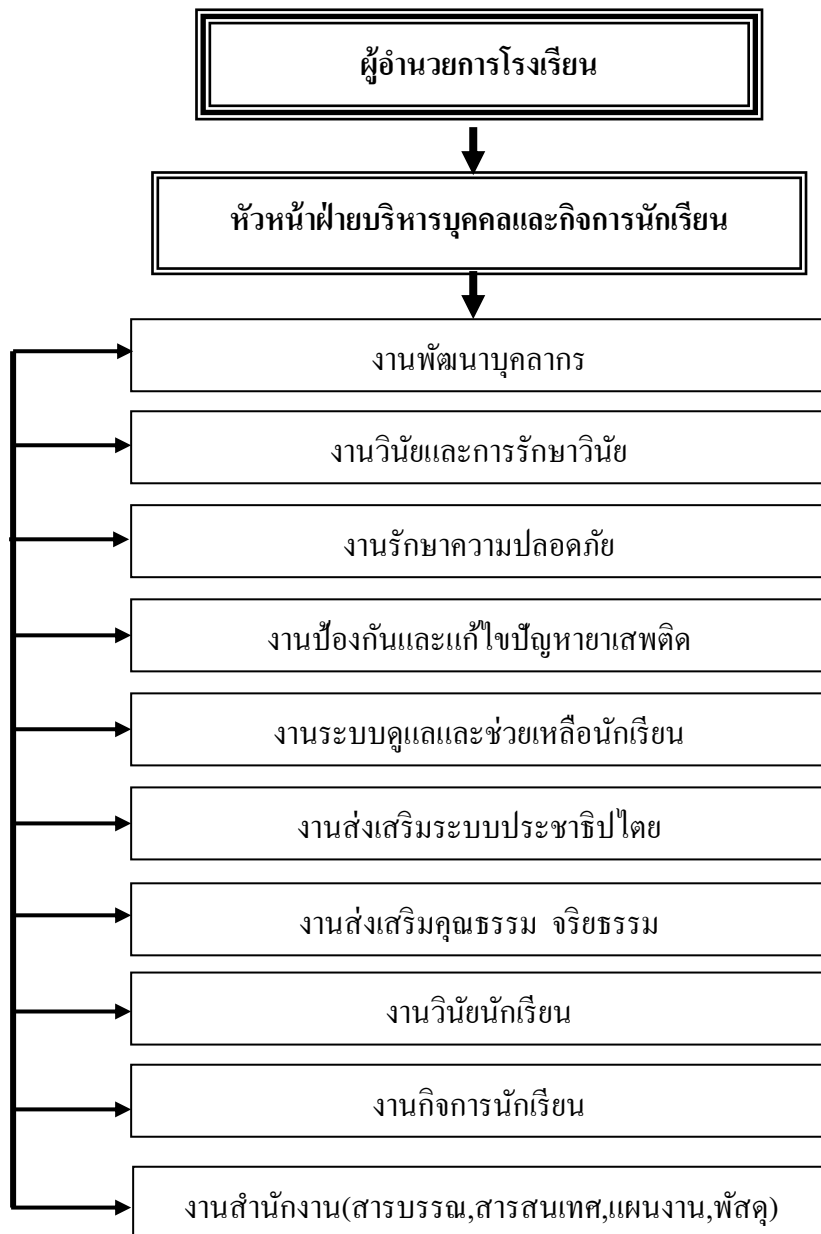 ผู้อำนวยการโรงเรียน
หัวหน้าฝ่ายบริหารบุคคลและกิจการนักเรียน
งานพัฒนาบุคลากร
งานวินัยและการรักษาวินัย
งานรักษาความปลอดภัย
งานป้องกันและแก้ไขปัญหายาเสพติด
งานระบบดูแลและช่วยเหลือนักเรียน
งานส่งเสริมระบบประชาธิปไตย
งานส่งเสริมคุณธรรม จริยธรรม
งานวินัยนักเรียน
งานกิจการนักเรียน
งานสำนักงาน(สารบรรณ,สารสนเทศ,แผนงาน,พัสดุ)